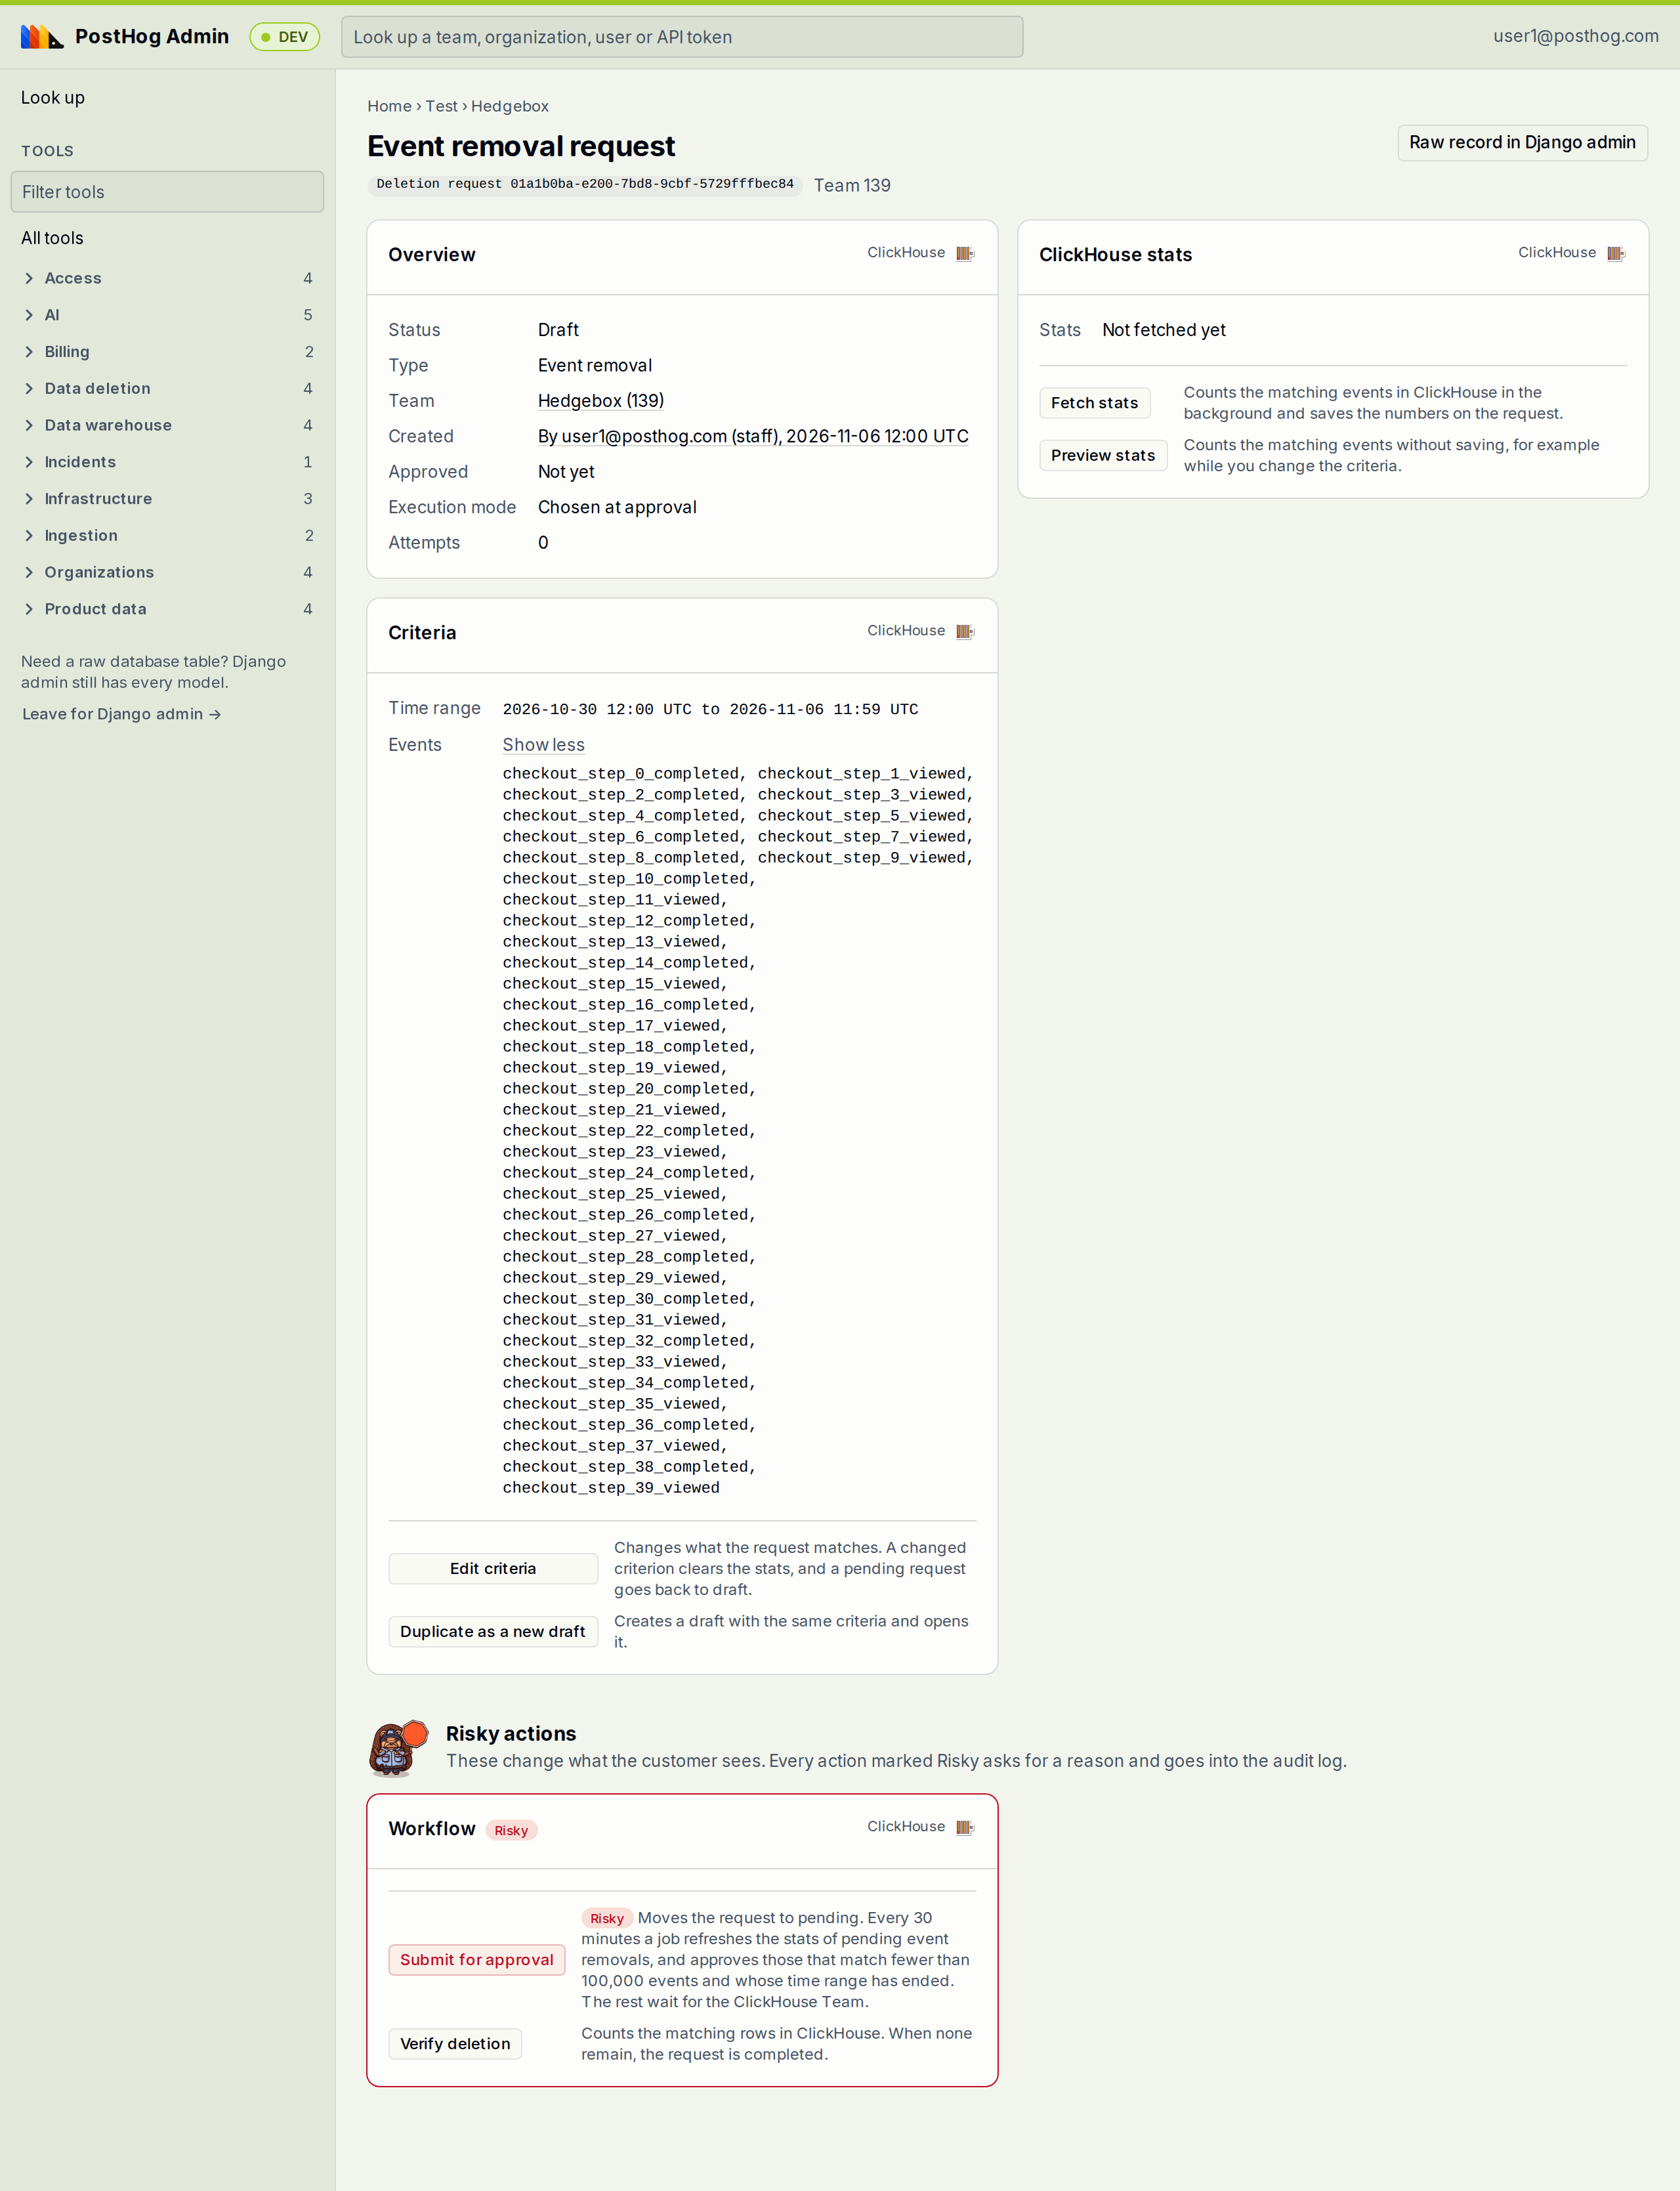 PostHog Admin
DEV
Look up a team, organization, user or API token
user1@posthog.com
Look up
TOOLS
Filter tools
All tools
Access 4
AI 5
Billing 2
Data deletion 4
Data warehouse 4
Incidents 1
Infrastructure 3
Ingestion 2
Organizations 4
Product data 4
Need a raw database table? Django
admin still has every model.
Leave for Django admin →
Home › Test › Hedgebox
Event removal request
Raw record in Django admin
Deletion request 01a1b0ba-e200-7bd8-9cbf-5729fffbec84 Team 139
Overview ClickHouse
Status Draft
Type Event removal
Team Hedgebox (139)
Created By user1@posthog.com (staff), 2026-11-06 12:00 UTC
Approved Not yet
Execution mode Chosen at approval
Attempts 0
ClickHouse stats ClickHouse
Stats Not fetched yet
Fetch stats
Counts the matching events in ClickHouse in the
background and saves the numbers on the request.
Preview stats
Counts the matching events without saving, for example
while you change the criteria.
Criteria ClickHouse
Time range 2026-10-30 12:00 UTC to 2026-11-06 11:59 UTC
Events Show less
checkout_step_0_completed, checkout_step_1_viewed,
checkout_step_2_completed, checkout_step_3_viewed,
checkout_step_4_completed, checkout_step_5_viewed,
checkout_step_6_completed, checkout_step_7_viewed,
checkout_step_8_completed, checkout_step_9_viewed,
checkout_step_10_completed,
checkout_step_11_viewed,
checkout_step_12_completed,
checkout_step_13_viewed,
checkout_step_14_completed,
checkout_step_15_viewed,
checkout_step_16_completed,
checkout_step_17_viewed,
checkout_step_18_completed,
checkout_step_19_viewed,
checkout_step_20_completed,
checkout_step_21_viewed,
checkout_step_22_completed,
checkout_step_23_viewed,
checkout_step_24_completed,
checkout_step_25_viewed,
checkout_step_26_completed,
checkout_step_27_viewed,
checkout_step_28_completed,
checkout_step_29_viewed,
checkout_step_30_completed,
checkout_step_31_viewed,
checkout_step_32_completed,
checkout_step_33_viewed,
checkout_step_34_completed,
checkout_step_35_viewed,
checkout_step_36_completed,
checkout_step_37_viewed,
checkout_step_38_completed,
checkout_step_39_viewed
Edit criteria
Changes what the request matches. A changed
criterion clears the stats, and a pending request
goes back to draft.
Duplicate as a new draft
Creates a draft with the same criteria and opens
it.
Risky actions
These change what the customer sees. Every action marked Risky asks for a reason and goes into the audit log.
Workflow Risky ClickHouse
Submit for approval
Risky Moves the request to pending. Every 30
minutes a job refreshes the stats of pending event
removals, and approves those that match fewer than
100,000 events and whose time range has ended.
The rest wait for the ClickHouse Team.
Verify deletion
Counts the matching rows in ClickHouse. When none
remain, the request is completed.